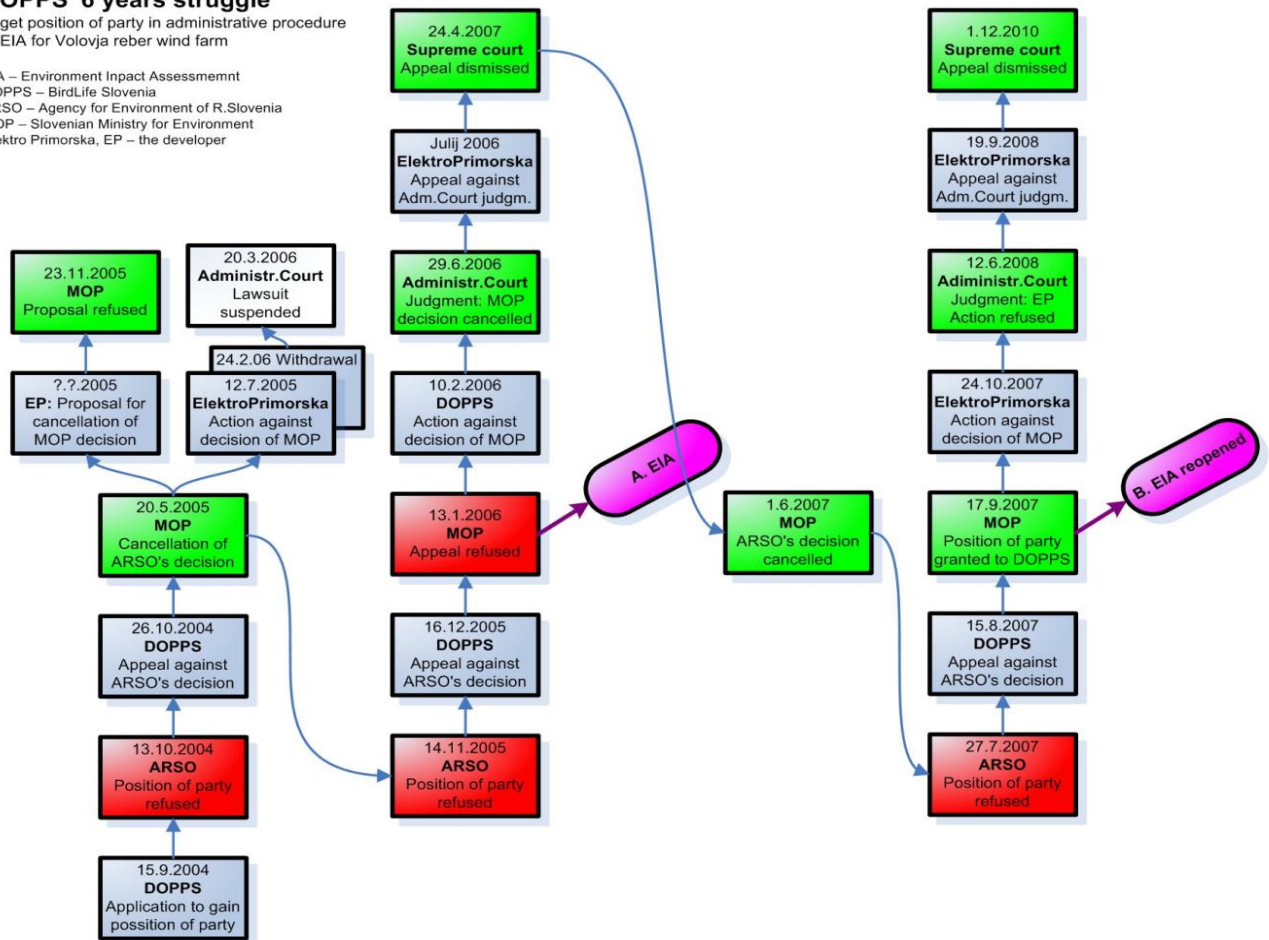 OPPS' 6 years struggle
get position of party in administrative procedure
EIA for Volovja reber wind farm
A – Environment Inpact Assessmemnt
OPPS – BirdLife Slovenia
RSO – Agency for Environment of R.Slovenia
OP – Slovenian Ministry for Environment
ektro Primorska, EP – the developer
23.11.2005
MOP
Proposal refused
20.3.2006
Administr.Court
Lawsuit
suspended
?.?.2005
EP: Proposal for
cancellation of
MOP decision
24.2.06 Withdrawal
12.7.2005
ElektroPrimorska
Action against
decision of MOP
20.5.2005
MOP
Cancellation of
ARSO's decision
26.10.2004
DOPPS
Appeal against
ARSO's decision
13.10.2004
ARSO
Position of party
refused
15.9.2004
DOPPS
Application to gain
possition of party
24.4.2007
Supreme court
Appeal dismissed
Julij 2006
ElektroPrimorska
Appeal against
Adm.Court judgm.
29.6.2006
Administr.Court
Judgment: MOP
decision cancelled
10.2.2006
DOPPS
Action against
decision of MOP
13.1.2006
MOP
Appeal refused
A. EIA
16.12.2005
DOPPS
Appeal against
ARSO's decision
14.11.2005
ARSO
Position of party
refused
1.6.2007
MOP
ARSO's decision
cancelled
1.12.2010
Supreme court
Appeal dismissed
19.9.2008
ElektroPrimorska
Appeal against
Adm.Court judgm.
12.6.2008
Adiministr.Court
Judgment: EP
Action refused
24.10.2007
ElektroPrimorska
Action against
decision of MOP
17.9.2007
MOP
Position of party
granted to DOPPS
B. EIA reopened
15.8.2007
DOPPS
Appeal against
ARSO's decision
27.7.2007
ARSO
Position of party
refused